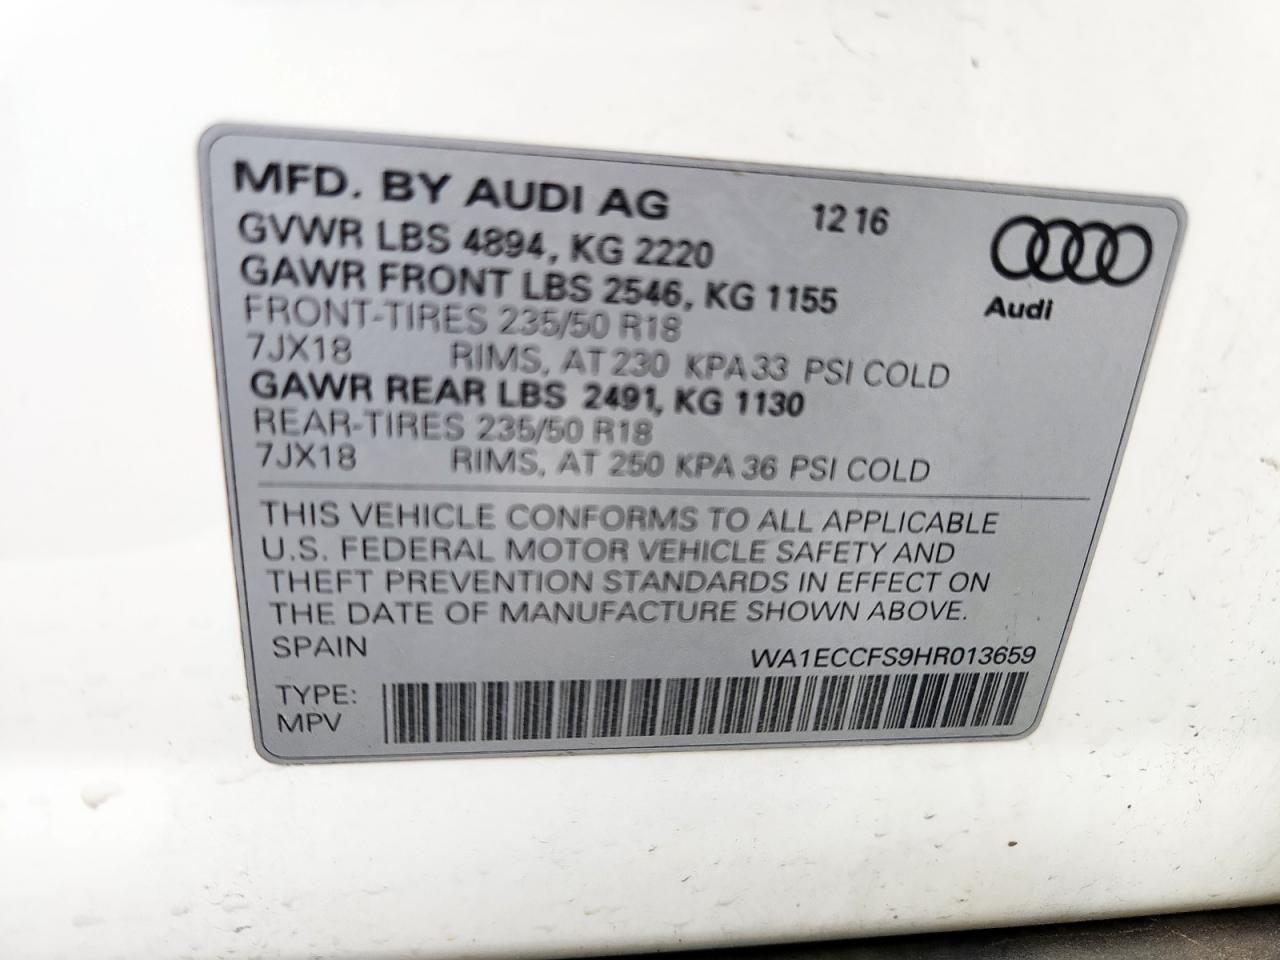 MFD. BY AUDI AG 12 16
GVWR LBS 4894, KG 2220
GAWR FRONT LBS 2546, KG 1155
Audi
FRONT-TIRES 235/50 R18
7JX18 RIMS, AT 230 KPA 33 PSI COLD
GAWR REAR LBS 2491, KG 1130
REAR-TIRES 235/50 R18
7JX18 RIMS, AT 250 KPA 36 PSI COLD
THIS VEHICLE CONFORMS TO ALL APPLICABLE
U.S. FEDERAL MOTOR VEHICLE SAFETY AND
THEFT PREVENTION STANDARDS IN EFFECT ON
THE DATE OF MANUFACTURE SHOWN ABOVE.
SPAIN WA1ECCFS9HR013659
TYPE:
MPV